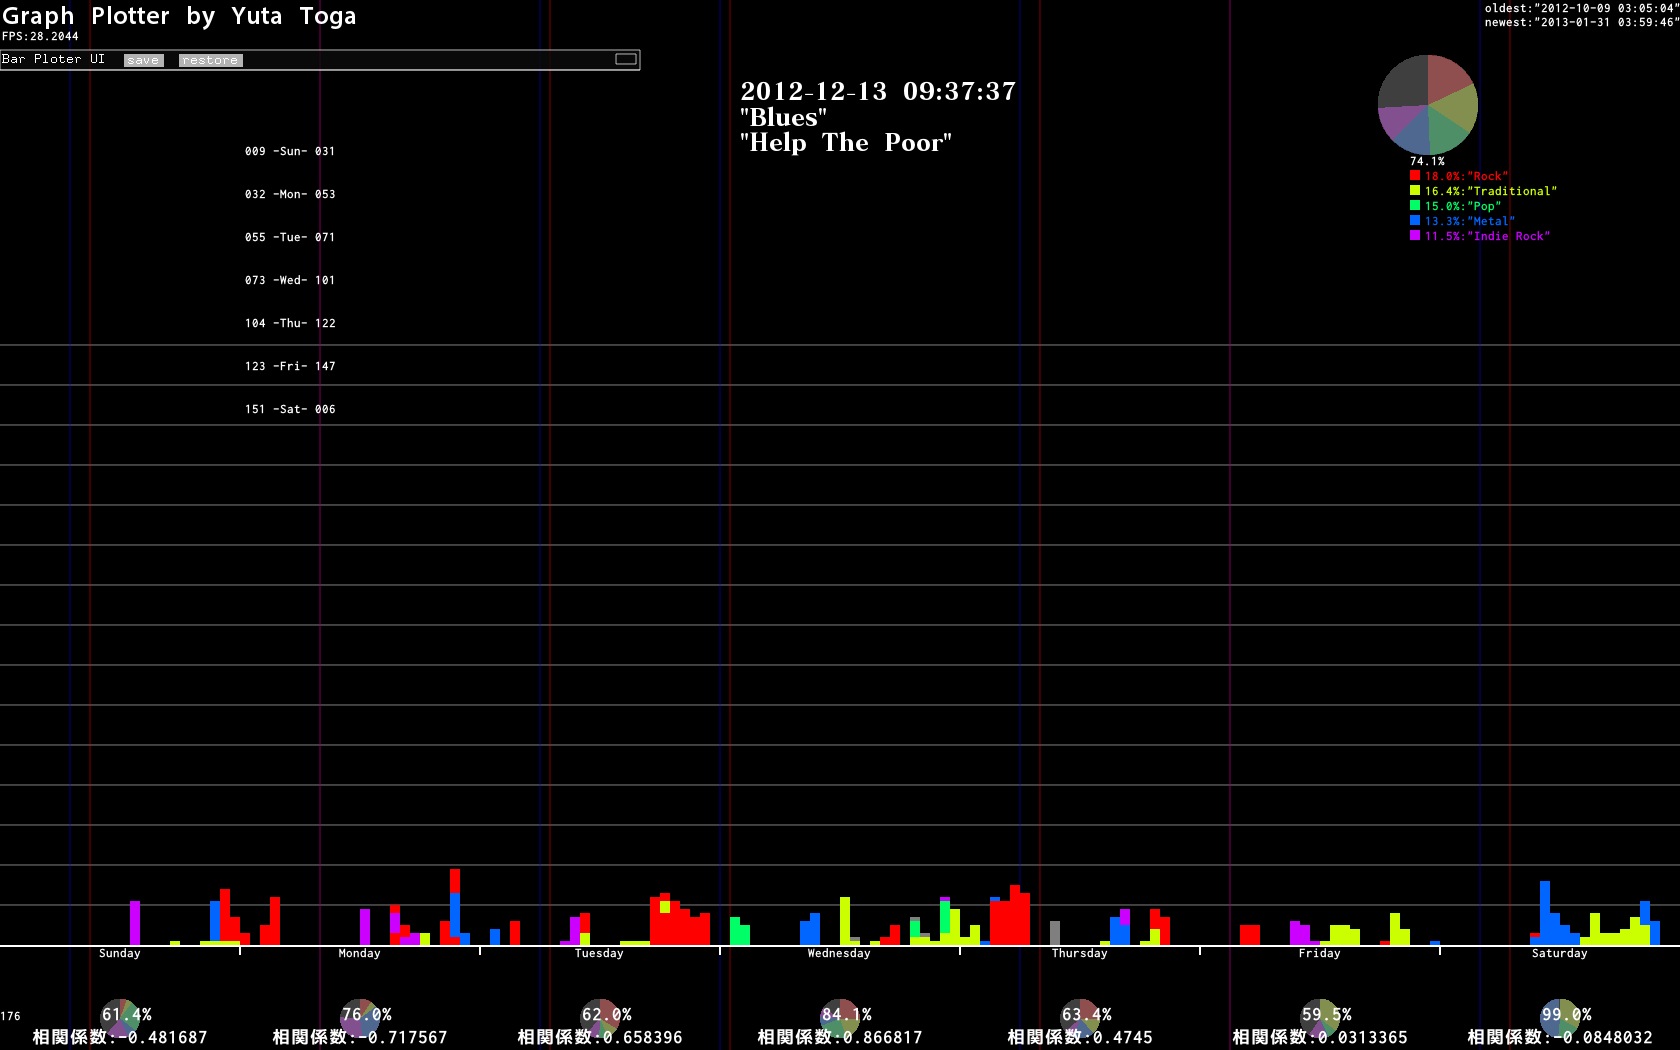 Graph Plotter by Yuta Toga
oldest:"2012-10-09 03:05:04"
newest:"2013-01-31 03:59:46"
FPS:28.2044
Bar Ploter UI save restore
2012-12-13 09:37:37
"Blues"
"Help The Poor"
009 -Sun- 031
032 -Mon- 053
055 -Tue- 071
073 -Wed- 101
104 -Thu- 122
123 -Fri- 147
151 -Sat- 006
74.1%
18.0%:"Rock"
16.4%:"Traditional"
15.0%:"Pop"
13.3%:"Metal"
11.5%:"Indie Rock"
Sunday Monday Tuesday Wednesday Thursday Friday Saturday
176 61.4% 76.0% 62.0% 84.1% 63.4% 59.5% 99.0%
相関係数:-0.481687 相関係数:-0.717567 相関係数:0.658396 相関係数:0.866817 相関係数:0.4745 相関係数:0.0313365 相関係数:-0.0848032